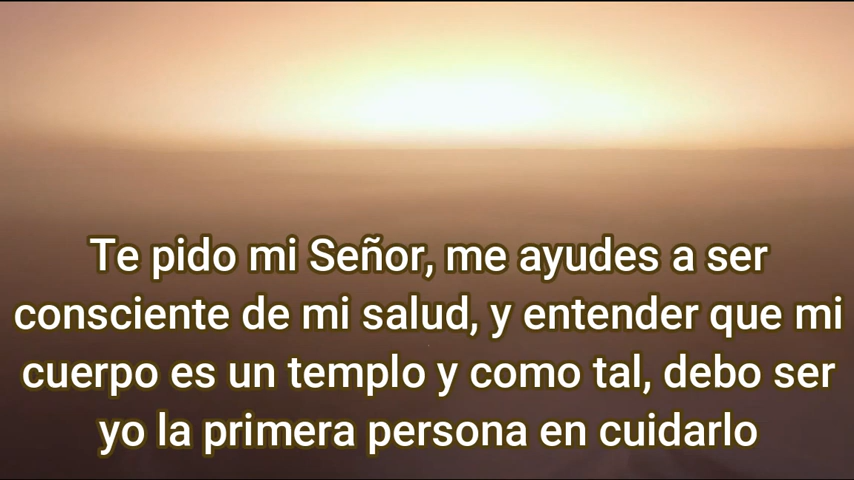 Te pido mi Señor, me ayudes a ser
consciente de mi salud, y entender que mi
cuerpo es un templo y como tal, debo ser
yo la primera persona en cuidarlo